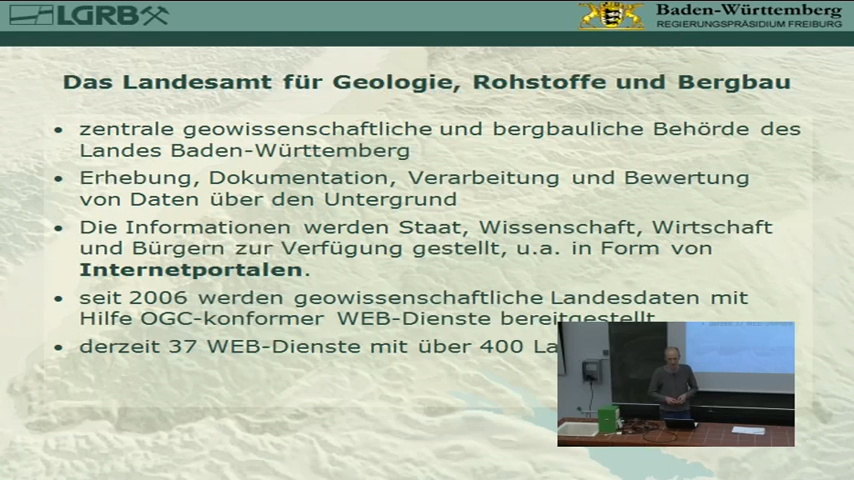 LGRB
Baden-Württemberg
REGIERUNGSPRÄSIDIUM FREIBURG
Das Landesamt für Geologie, Rohstoffe und Bergbau
• zentrale geowissenschaftliche und bergbauliche Behörde des
Landes Baden-Württemberg
• Erhebung, Dokumentation, Verarbeitung und Bewertung
von Daten über den Untergrund
• Die Informationen werden Staat, Wissenschaft, Wirtschaft
und Bürgern zur Verfügung gestellt, u.a. in Form von
Internetportalen.
• seit 2006 werden geowissenschaftliche Landesdaten mit
Hilfe OGC-konformer WEB-Dienste bereitgestellt
• derzeit 37 WEB-Dienste mit über 400 La